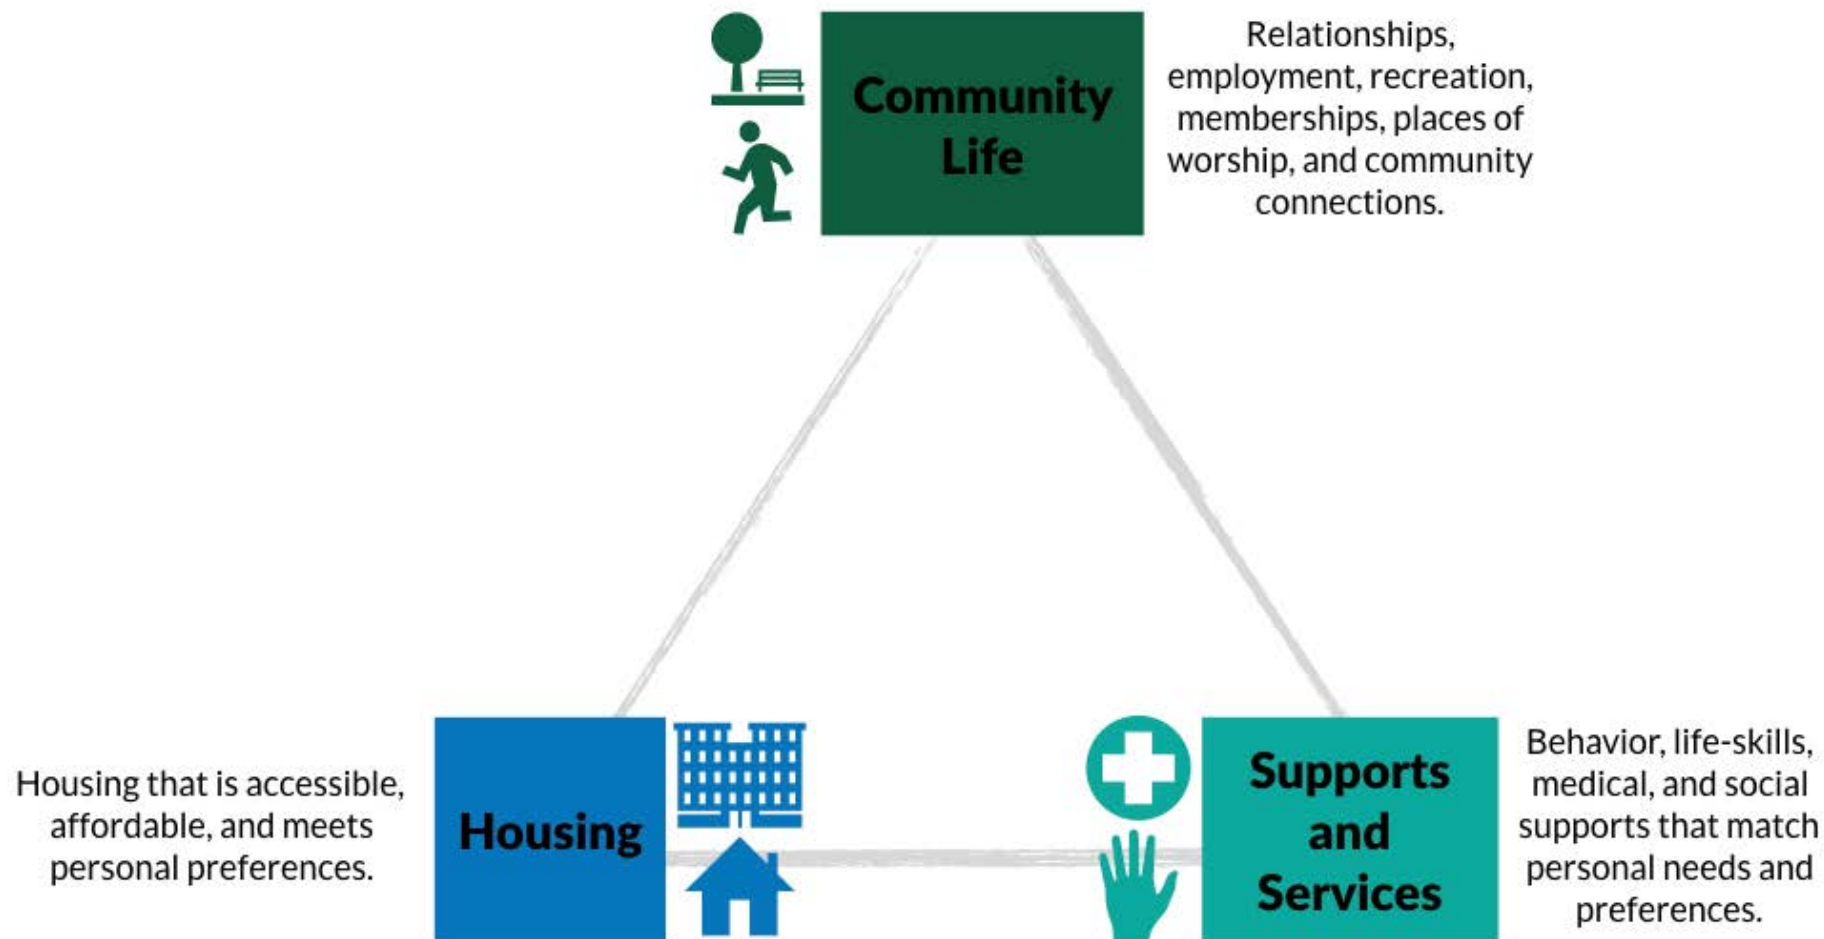 Community
Life
Relationships,
employment, recreation,
memberships, places of
worship, and community
connections.
Housing that is accessible,
affordable, and meets
personal preferences.
Housing
Supports
and
Services
Behavior, life-skills,
medical, and social
supports that match
personal needs and
preferences.